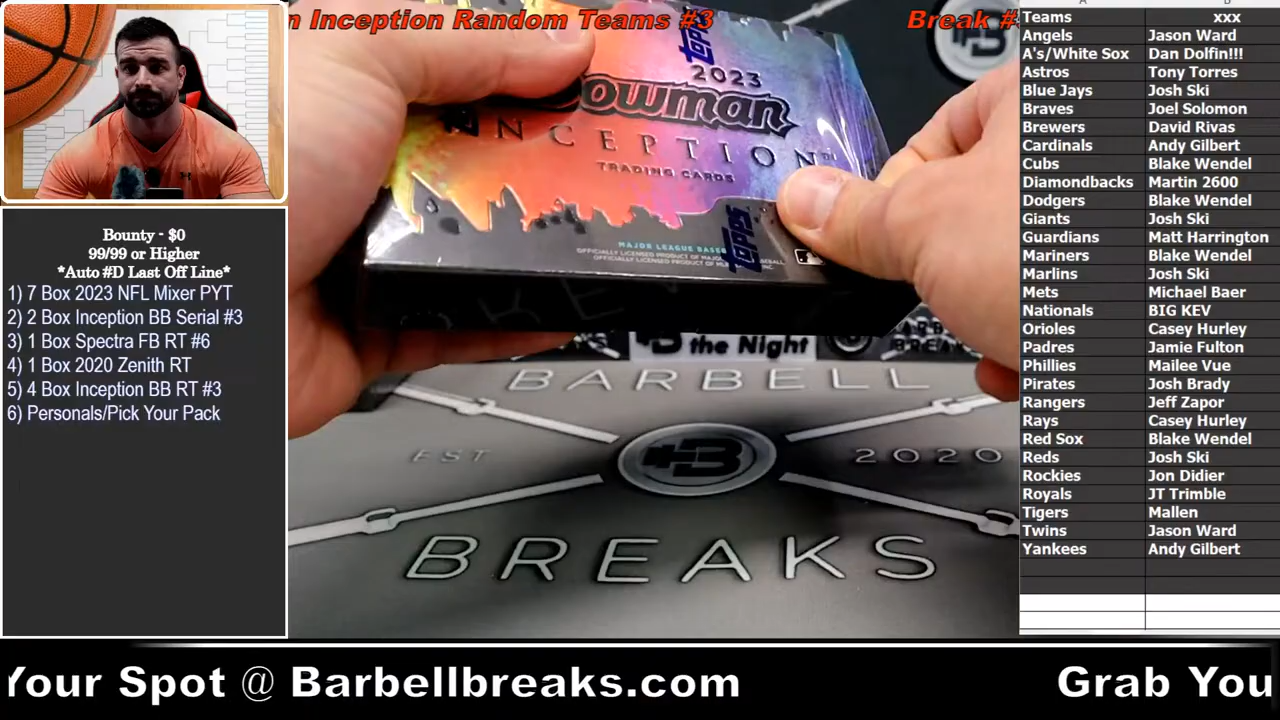 n Inception Random Teams #3
Break #
Bounty - $0
99/99 or Higher
*Auto #D Last Off Line*
1) 7 Box 2023 NFL Mixer PYT
2) 2 Box Inception BB Serial #3
3) 1 Box Spectra FB RT #6
4) 1 Box 2020 Zenith RT
5) 4 Box Inception BB RT #3
6) Personals/Pick Your Pack
Topps
2023
Bowman
INCEPTION
TRADING CARDS
Topps
the Night
BREAKS
BARBELL
EST
2020
BREAKS
Teams xxx
Angels Jason Ward
A's/White Sox Dan Dolfin!!!
Astros Tony Torres
Blue Jays Josh Ski
Braves Joel Solomon
Brewers David Rivas
Cardinals Andy Gilbert
Cubs Blake Wendel
Diamondbacks Martin 2600
Dodgers Blake Wendel
Giants Josh Ski
Guardians Matt Harrington
Mariners Blake Wendel
Marlins Josh Ski
Mets Michael Baer
Nationals BIG KEV
Orioles Casey Hurley
Padres Jamie Fulton
Phillies Mailee Vue
Pirates Josh Brady
Rangers Jeff Zapor
Rays Casey Hurley
Red Sox Blake Wendel
Reds Josh Ski
Rockies Jon Didier
Royals JT Trimble
Tigers Mallen
Twins Jason Ward
Yankees Andy Gilbert
Your Spot @ Barbellbreaks.com
Grab You